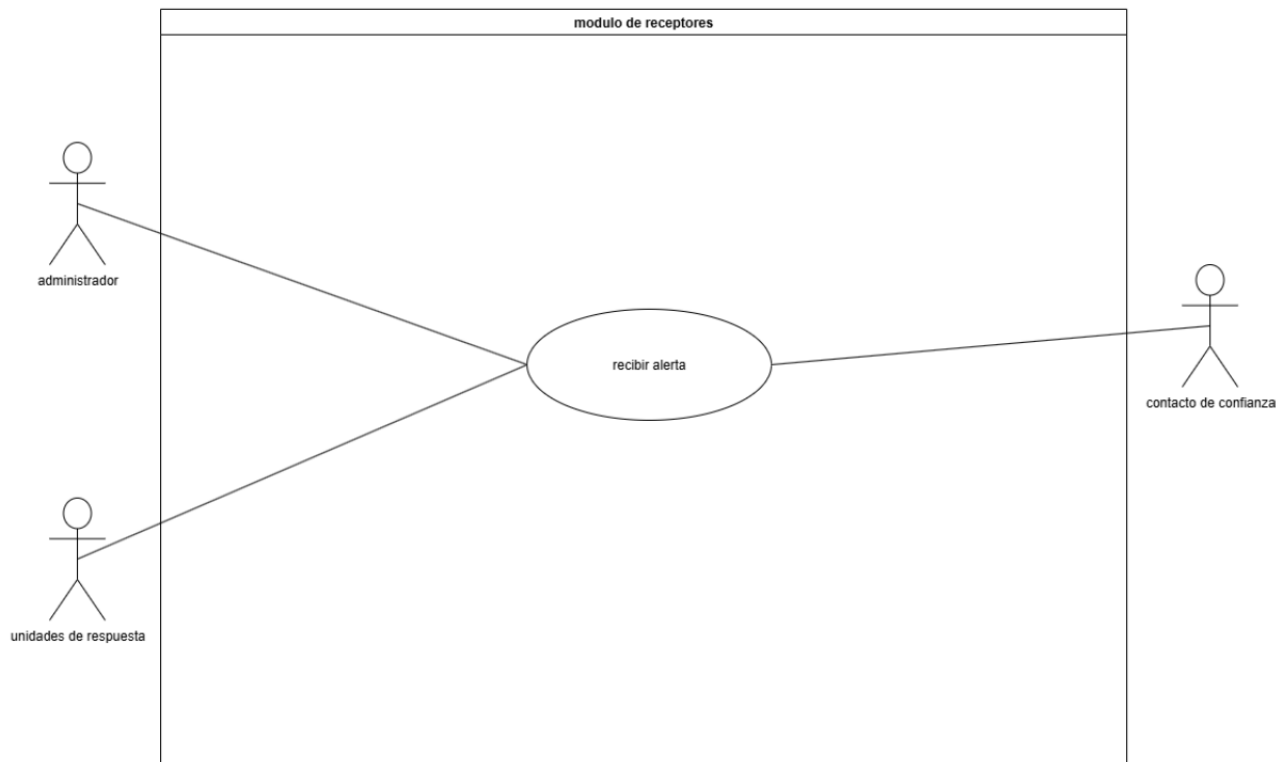 modulo de receptores
administrador
recibir alerta
contacto de confianza
unidades de respuesta